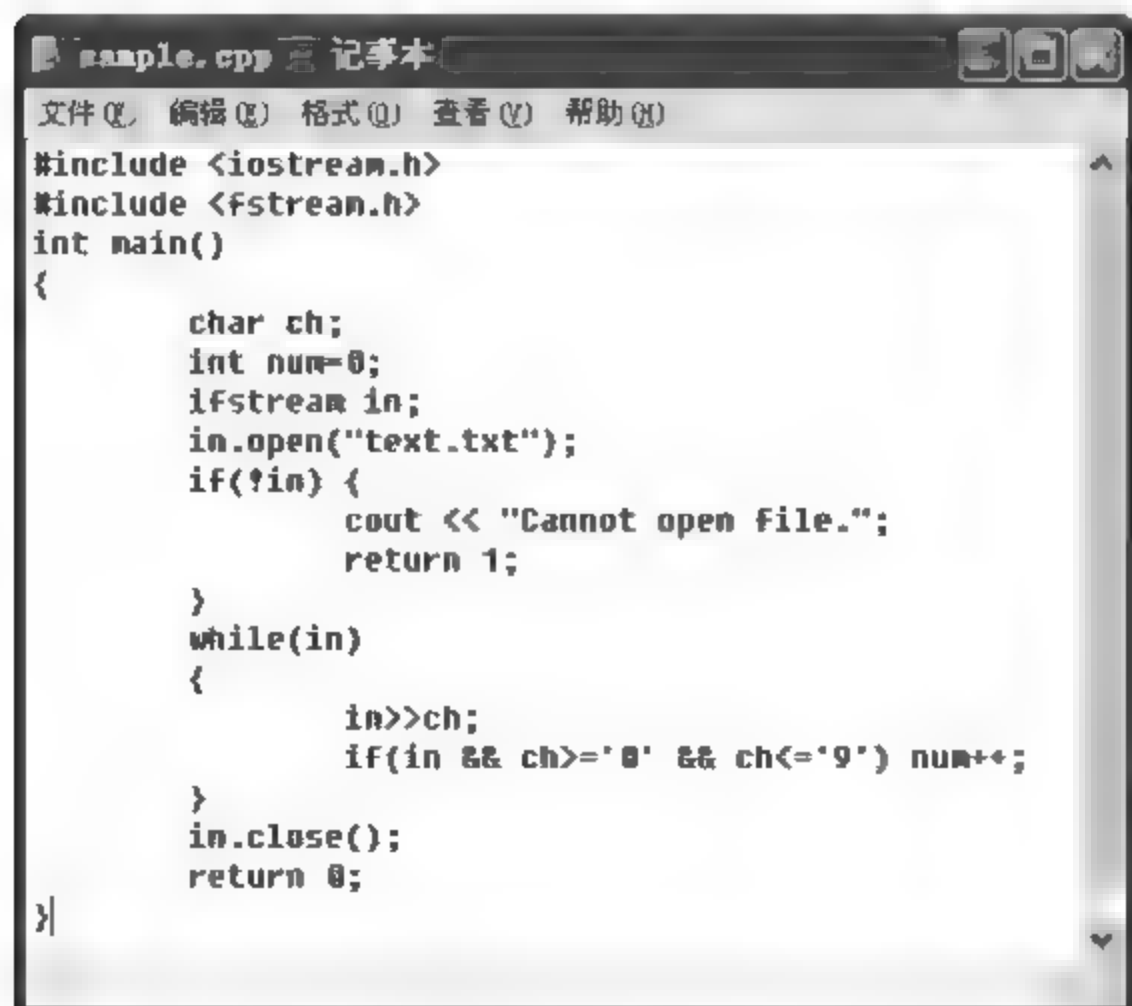 sample.cpp - 记事本
文件(F) 编辑(E) 格式(O) 查看(V) 帮助(H)
#include <iostream.h>
#include <fstream.h>
int main()
{
        char ch;
        int num=0;
        ifstream in;
        in.open("text.txt");
        if(!in) {
                cout << "Cannot open file.";
                return 1;
        }
        while(in)
        {
                in>>ch;
                if(in && ch>='0' && ch<='9') num++;
        }
        in.close();
        return 0;
}